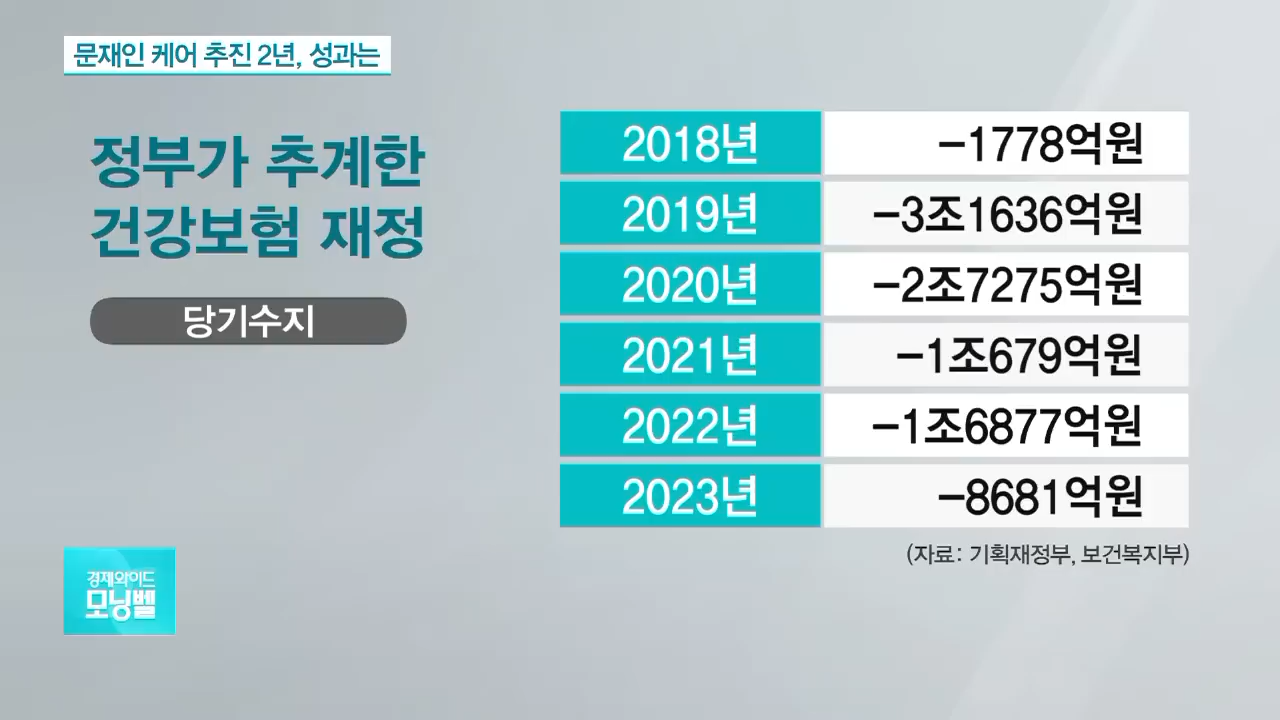 문재인 케어 추진 2년, 성과는
정부가 추계한
건강보험 재정
당기수지
2018년 -1778억원
2019년 -3조1636억원
2020년 -2조7275억원
2021년 -1조679억원
2022년 -1조6877억원
2023년 -8681억원
(자료: 기획재정부, 보건복지부)
경제와이드
모닝벨